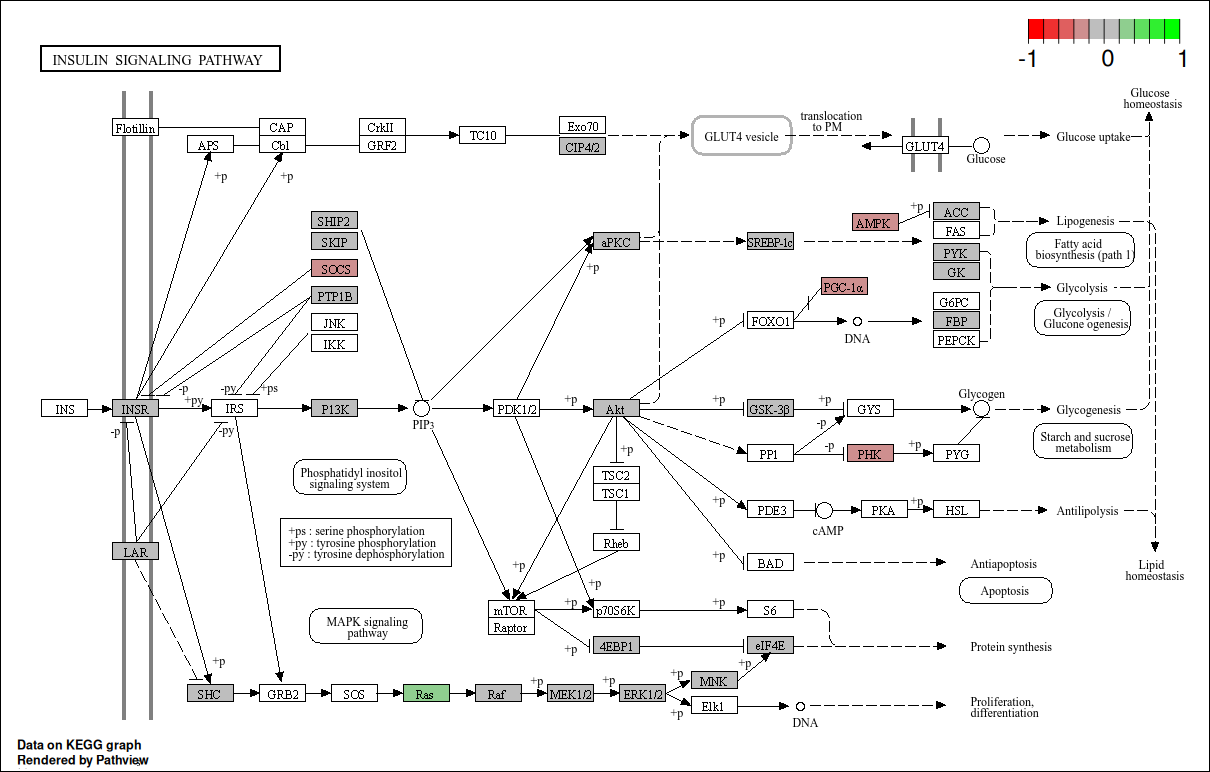 INSULIN SIGNALING PATHWAY
-1 0 1
Glucose
homeostasis
Flotillin
CAP
Cbl
APS
CrkII
GRF2
TC10
Exo70
CIP4/2
GLUT4 vesicle
translocation
to PM
GLUT4
Glucose
Glucose uptake
+p
+p
SHIP2
SKIP
SOCS
PTP1B
JNK
IKK
aPKC
+p
SREBP-1c
AMPK
+p
ACC
FAS
PYK
GK
G6PC
FBP
PEPCK
Lipogenesis
Fatty acid
biosynthesis (path 1)
Glycolysis
Glycolysis /
Glucone ogenesis
PGC-1α
+p
FOXO1
DNA
INS
INSR
-p
+py
-py
+ps
IRS
-p
-py
P13K
PIP3
PDK1/2
+p
Akt
+p
GSK-3β
+p
GYS
Glycogen
Glycogenesis
-p
-p
PP1
PHK
+p
PYG
Starch and sucrose
metabolism
Phosphatidyl inositol
signaling system
+p
TSC2
TSC1
+p
PDE3
cAMP
PKA
+p
HSL
Antilipolysis
+ps : serine phosphorylation
+py : tyrosine phosphorylation
-py : tyrosine dephosphorylation
LAR
Rheb
+p
+p
BAD
Antiapoptosis
Apoptosis
Lipid
homeostasis
+p
MAPK signaling
pathway
mTOR
Raptor
+p
+p
p70S6K
+p
S6
4EBP1
eIF4E
Protein synthesis
+p
SHC
GRB2
SOS
Ras
Raf
+p
MEK1/2
+p
ERK1/2
+p
+p
MNK
+p
Elk1
DNA
Proliferation,
differentiation
Data on KEGG graph
Rendered by Pathview